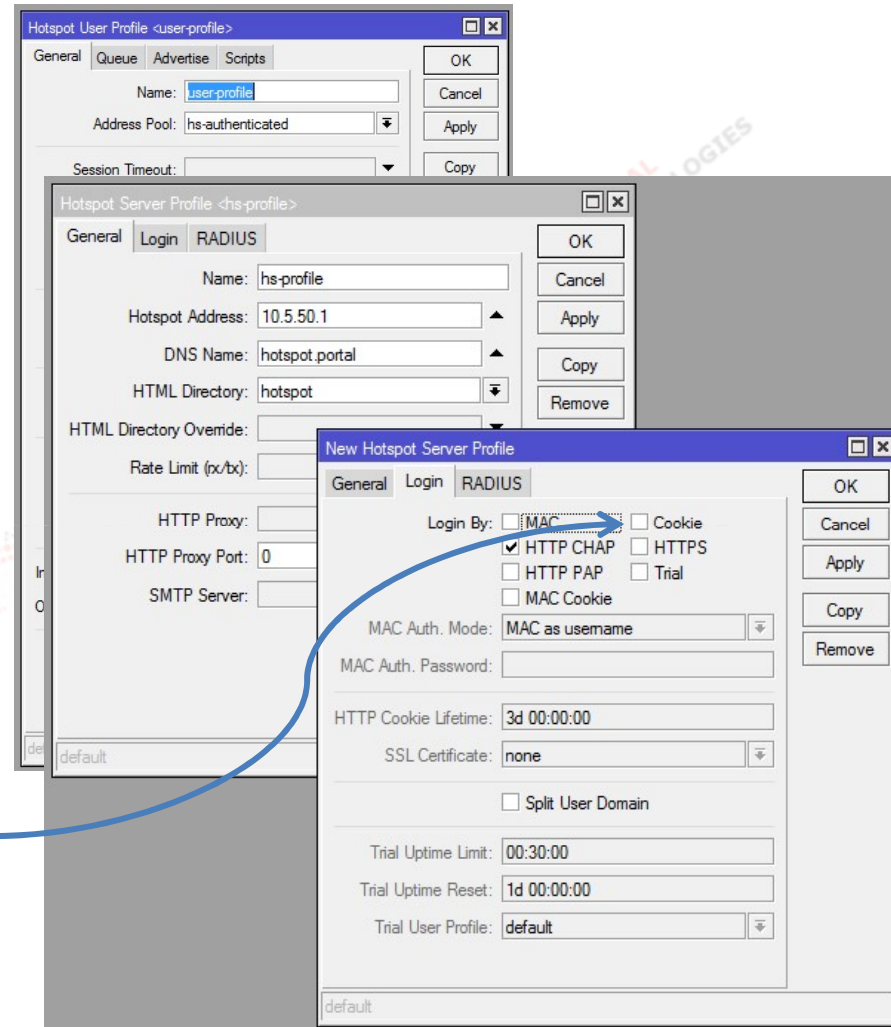 Hotspot User Profile <user-profile>
General Queue Advertise Scripts
OK
Name: user-profile
Cancel
Address Pool: hs-authenticated
Apply
Session Timeout:
Copy
Hotspot Server Profile <hs-profile>
General Login RADIUS
OK
Name: hs-profile
Cancel
Hotspot Address: 10.5.50.1
Apply
DNS Name: hotspot.portal
Copy
HTML Directory: hotspot
Remove
HTML Directory Override:
Rate Limit (rx/tx):
HTTP Proxy:
HTTP Proxy Port: 0
SMTP Server:
default
New Hotspot Server Profile
General Login RADIUS
OK
Login By: MAC Cookie
Cancel
HTTP CHAP HTTPS
Apply
HTTP PAP Trial
MAC Cookie
Copy
MAC Auth. Mode: MAC as username
Remove
MAC Auth. Password:
HTTP Cookie Lifetime: 3d 00:00:00
SSL Certificate: none
Split User Domain
Trial Uptime Limit: 00:30:00
Trial Uptime Reset: 1d 00:00:00
Trial User Profile: default
default